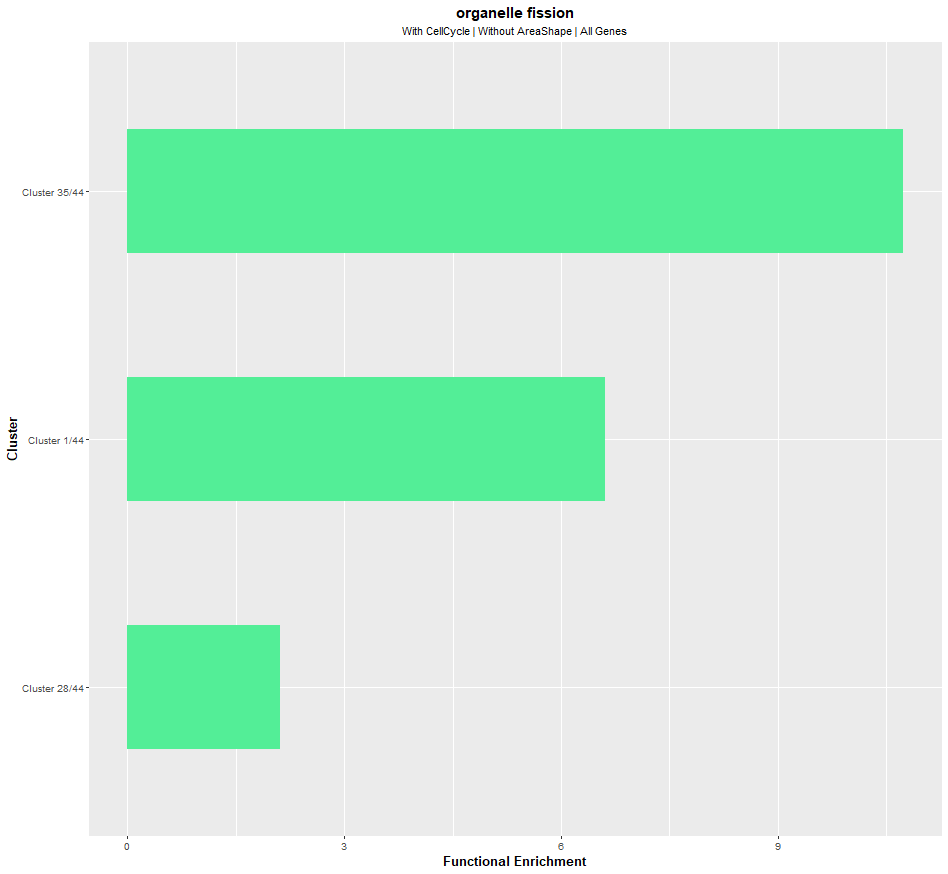 organelle fission
With CellCycle | Without AreaShape | All Genes
Cluster
Cluster 35/44
Cluster 1/44
Cluster 28/44
0 3 6 9
Functional Enrichment